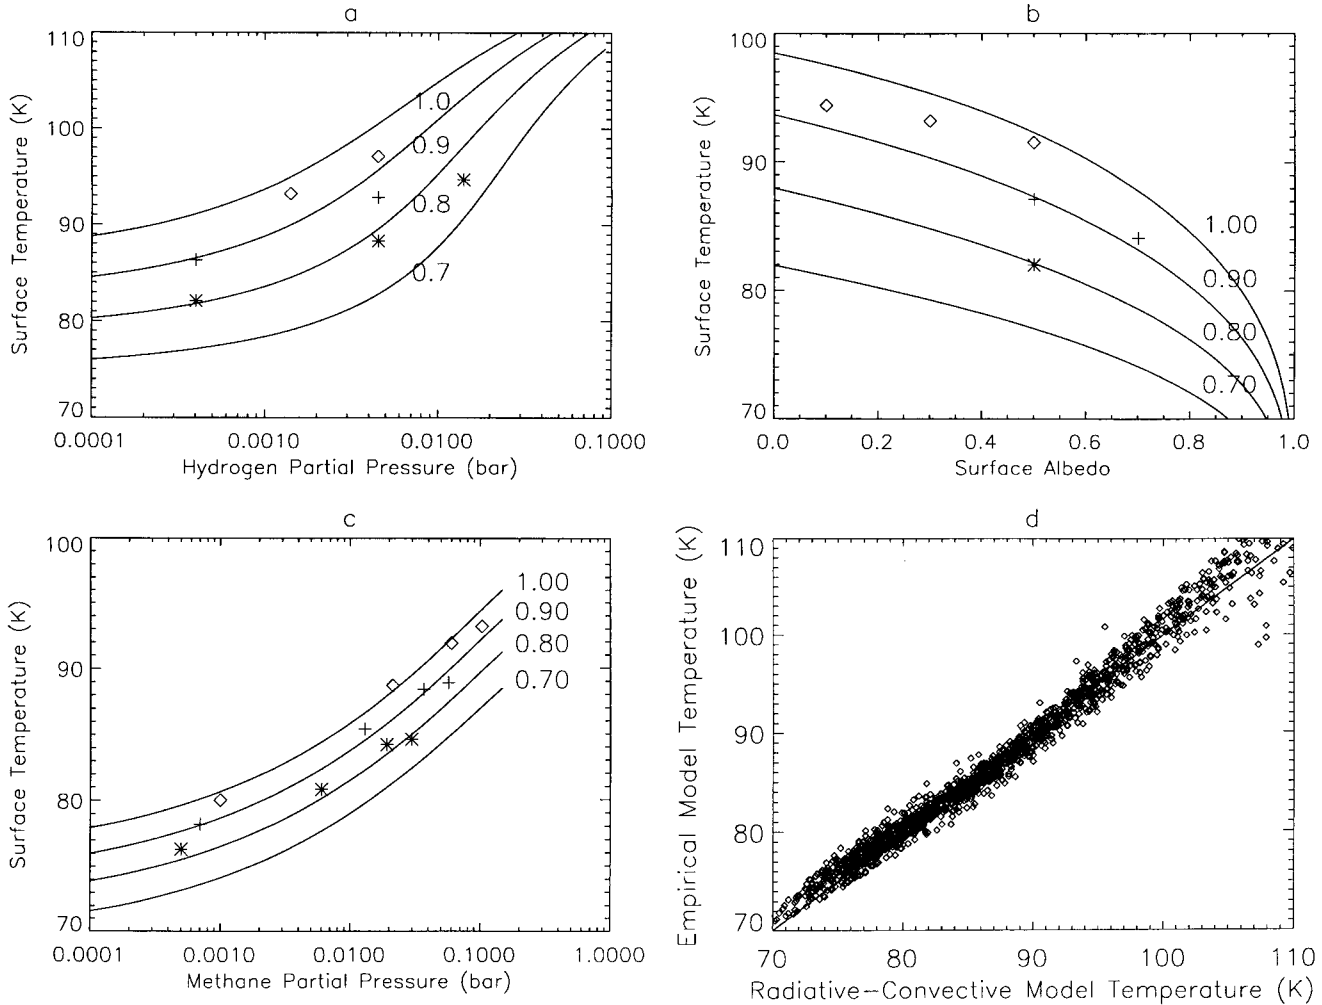 a
110
100
90
80
70
Surface Temperature (K)
1.0
0.9
0.8
0.7
0.0001 0.0010 0.0100 0.1000
Hydrogen Partial Pressure (bar)
b
100
90
80
70
Surface Temperature (K)
1.00
0.90
0.80
0.70
0.0 0.2 0.4 0.6 0.8 1.0
Surface Albedo
c
100
90
80
70
Surface Temperature (K)
1.00
0.90
0.80
0.70
0.0001 0.0010 0.0100 0.1000 1.0000
Methane Partial Pressure (bar)
d
110
100
90
80
70
Empirical Model Temperature (K)
70 80 90 100 110
Radiative-Convective Model Temperature (K)